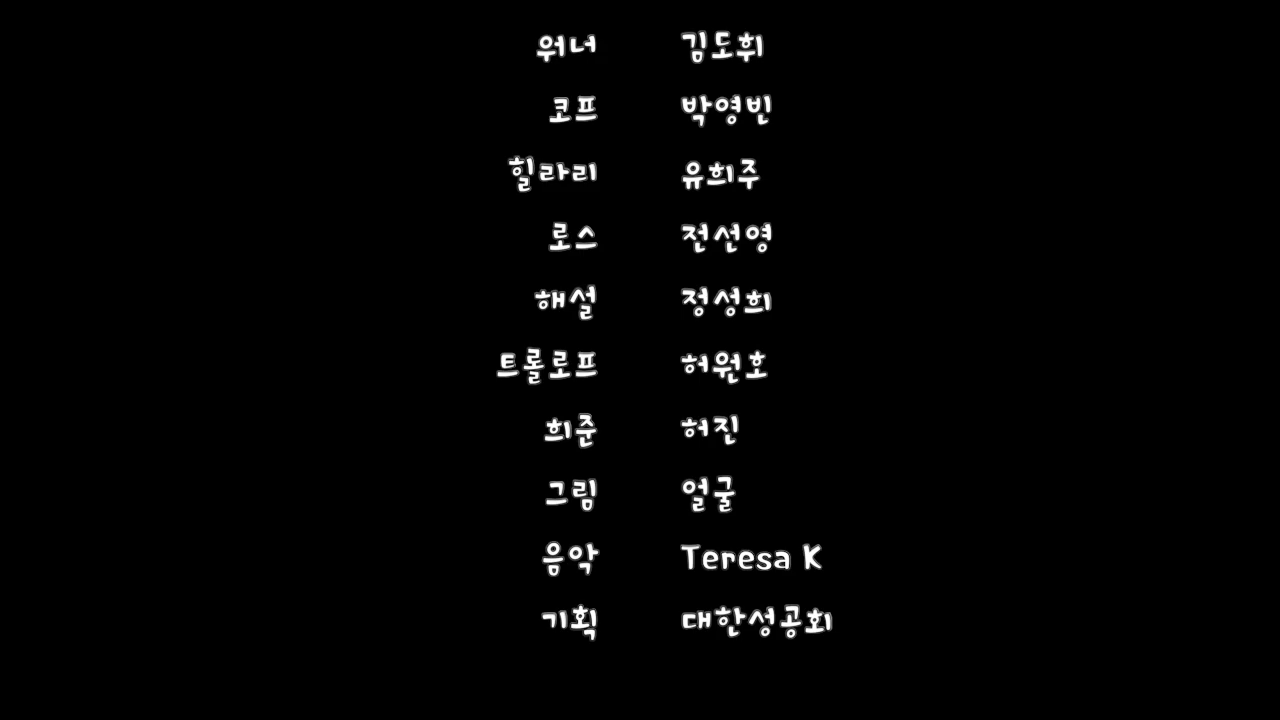 워너 김도휘
코프 박영빈
힐라리 유희주
로스 전선영
해설 정성희
트롤로프 허원호
희준 허진
그림 얼굴
음악 Teresa K
기획 대한성공회